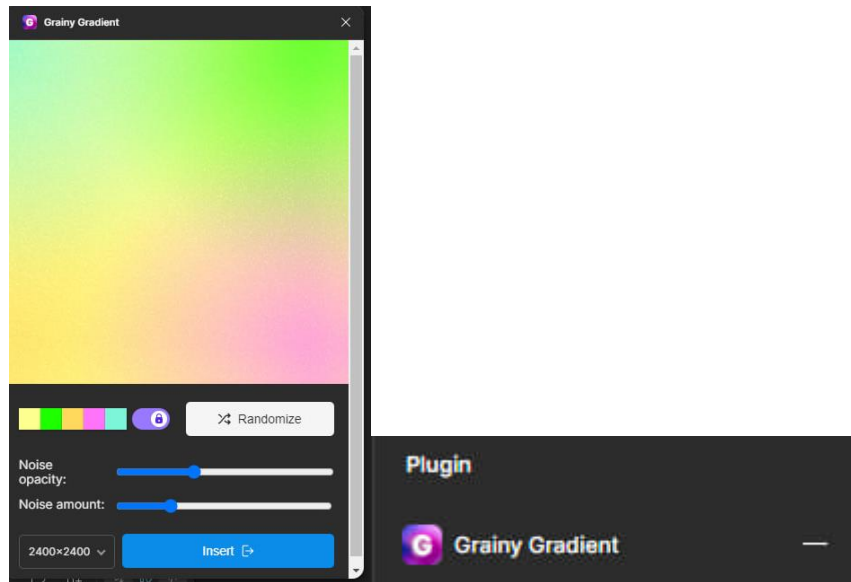 G Grainy Gradient
Randomize
Noise
opacity:
Noise amount:
2400×2400
Insert
Plugin
G Grainy Gradient